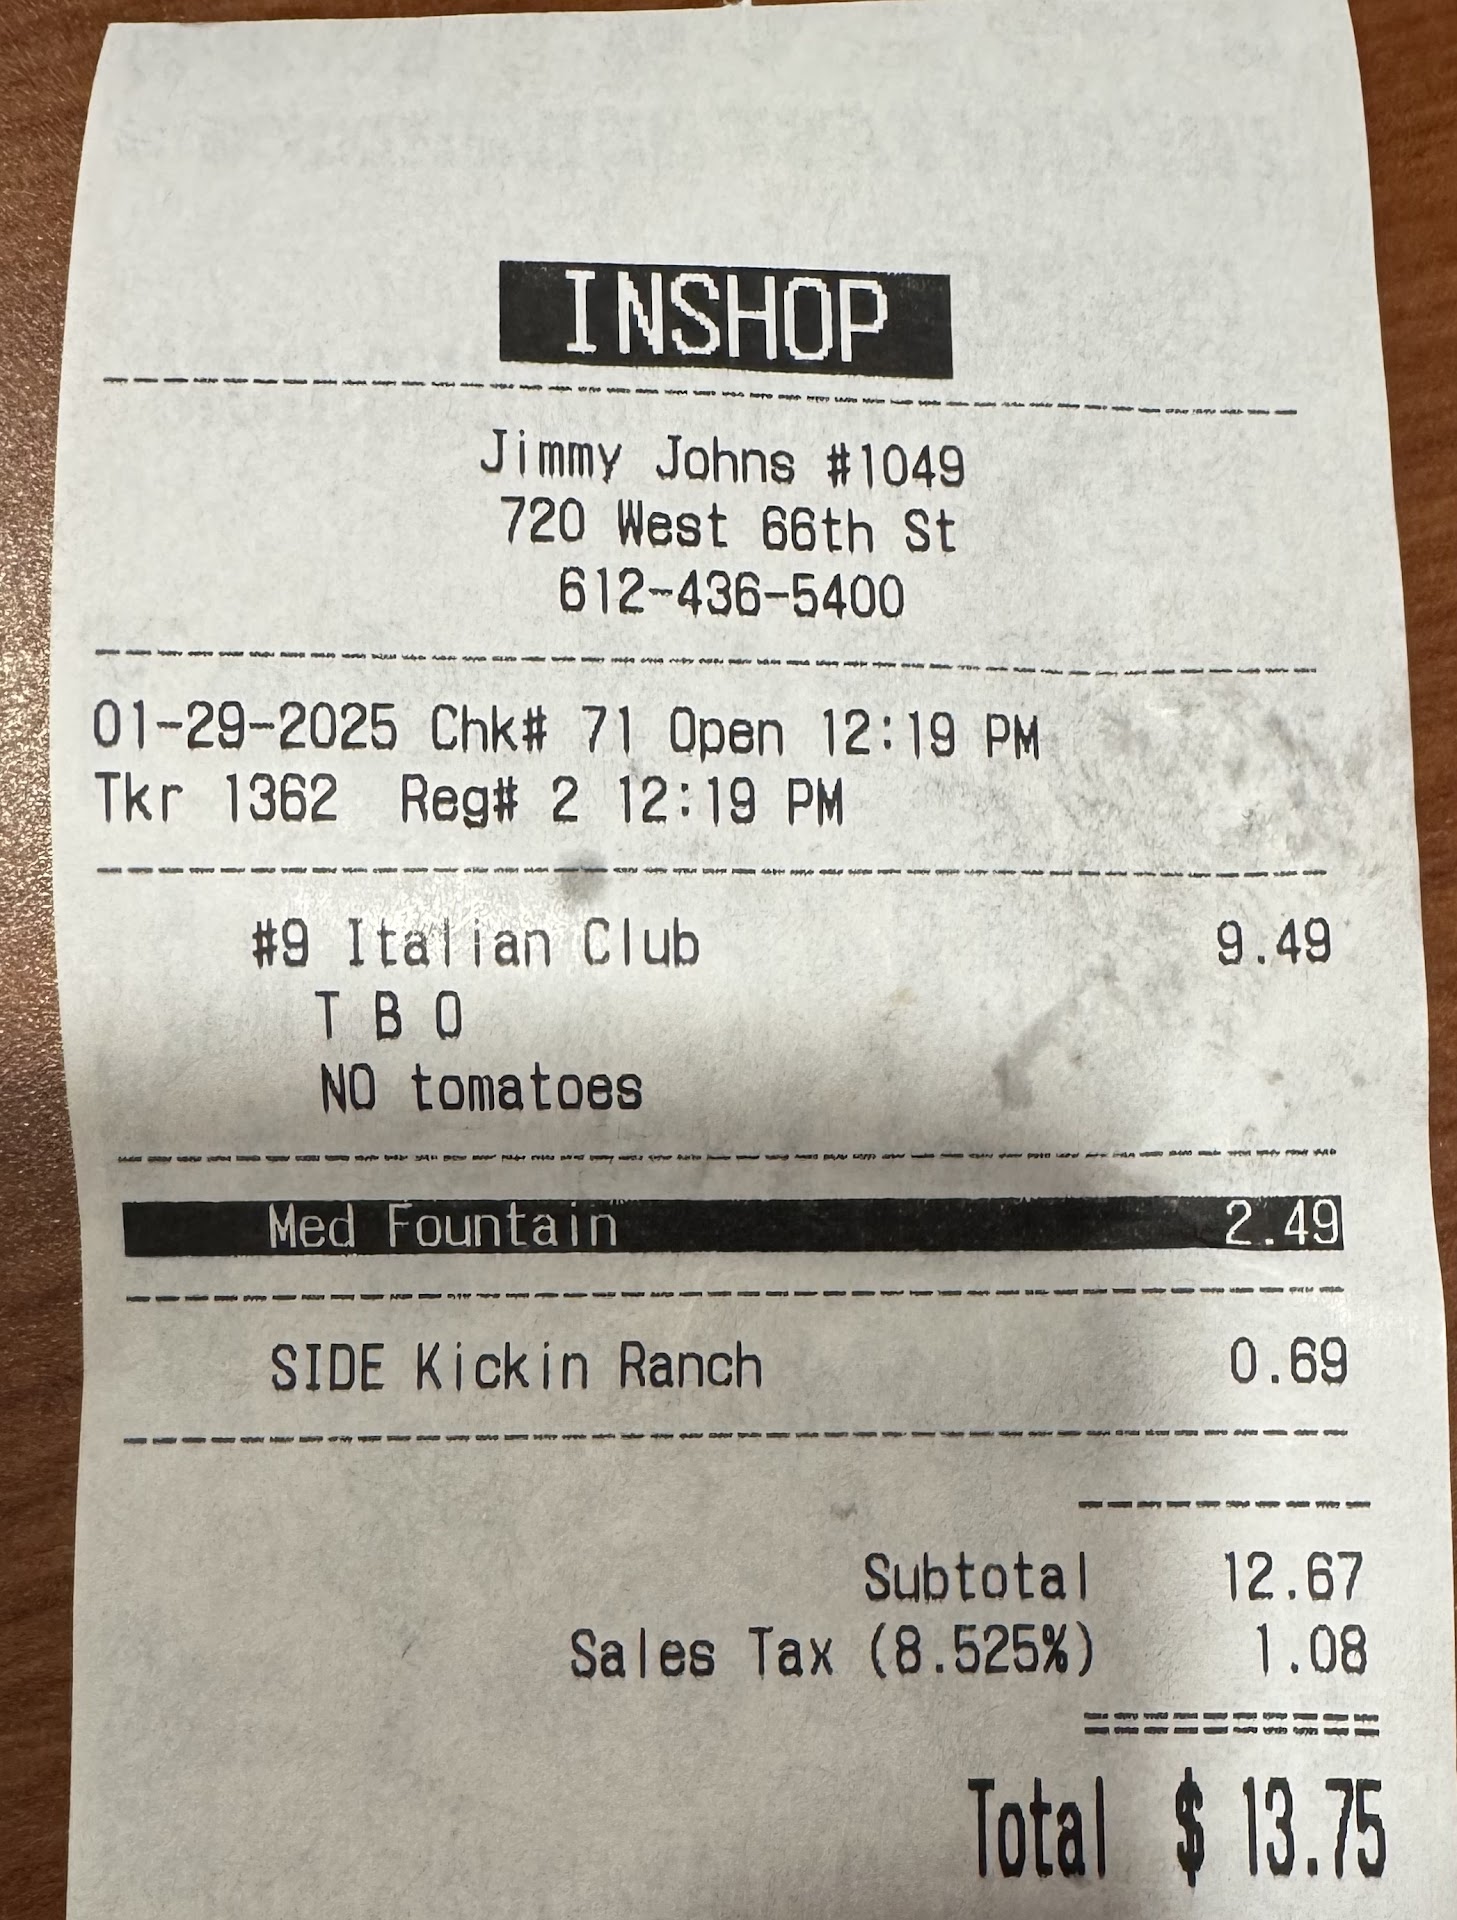 INSHOP
Jimmy Johns #1049
720 West 66th St
612-436-5400
01-29-2025 Chk# 71 Open 12:19 PM
Tkr 1362 Reg# 2 12:19 PM
#9 Italian Club 9.49
T B O
NO tomatoes
Med Fountain 2.49
SIDE Kickin Ranch 0.69
Subtotal 12.67
Sales Tax (8.525%) 1.08
Total $ 13.75